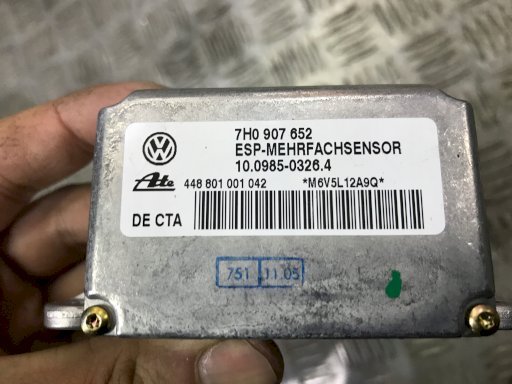 7H0 907 652
ESP-MEHRFACHSENSOR
10.0985-0326.4
Ate 448 801 001 042 *M6V5L12A9Q*
DE CTA
751 11 05